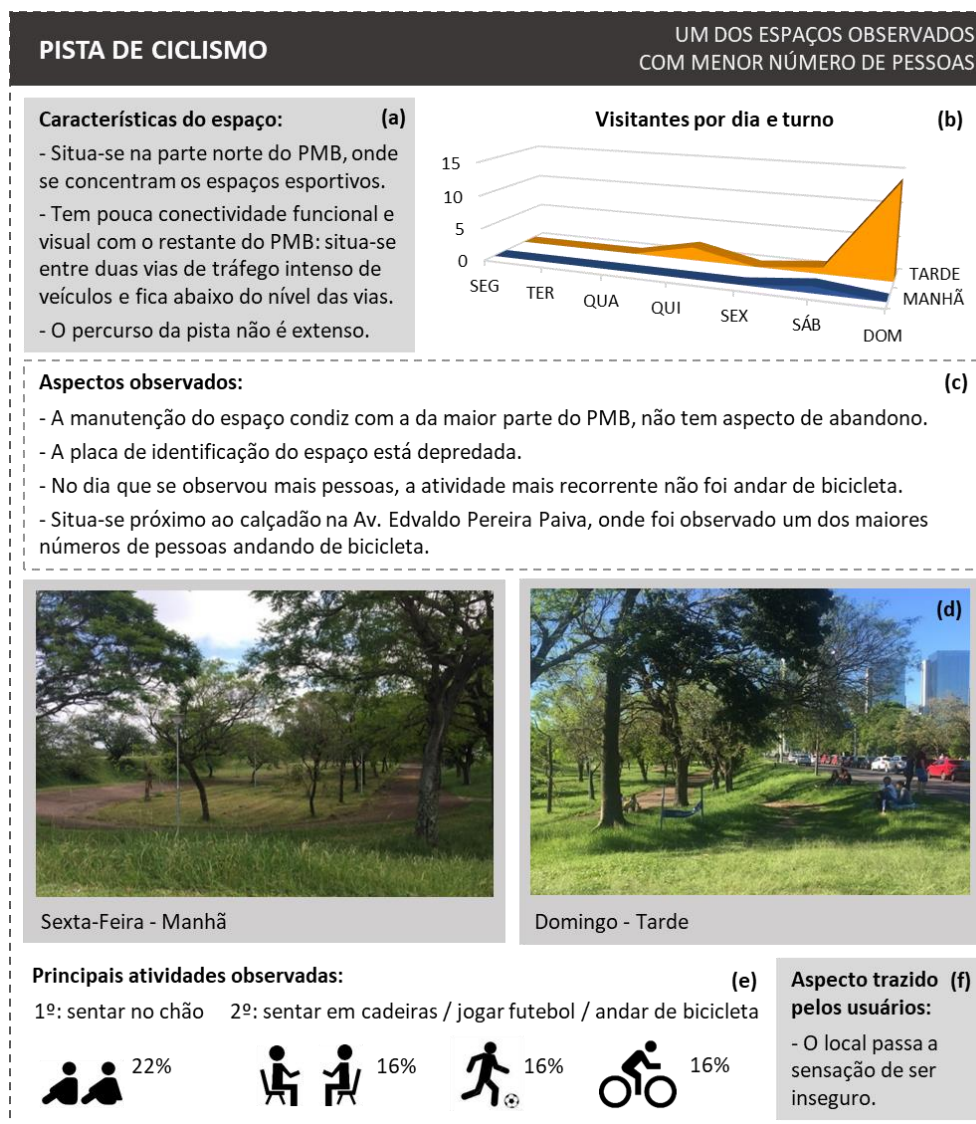 PISTA DE CICLISMO
UM DOS ESPAÇOS OBSERVADOS
COM MENOR NÚMERO DE PESSOAS
Características do espaço: (a)
- Situa-se na parte norte do PMB, onde
se concentram os espaços esportivos.
- Tem pouca conectividade funcional e
visual com o restante do PMB: situa-se
entre duas vias de tráfego intenso de
veículos e fica abaixo do nível das vias.
- O percurso da pista não é extenso.
Visitantes por dia e turno (b)
15
10
5
0
SEG
TER
QUA
QUI
SEX
SÁB
DOM
TARDE
MANHÃ
Aspectos observados: (c)
- A manutenção do espaço condiz com a da maior parte do PMB, não tem aspecto de abandono.
- A placa de identificação do espaço está depredada.
- No dia que se observou mais pessoas, a atividade mais recorrente não foi andar de bicicleta.
- Situa-se próximo ao calçadão na Av. Edvaldo Pereira Paiva, onde foi observado um dos maiores
números de pessoas andando de bicicleta.
(d)
Sexta-Feira - Manhã
Domingo - Tarde
Principais atividades observadas: (e)
1º: sentar no chão 2º: sentar em cadeiras / jogar futebol / andar de bicicleta
22% 16% 16% 16%
Aspecto trazido (f)
pelos usuários:
- O local passa a
sensação de ser
inseguro.